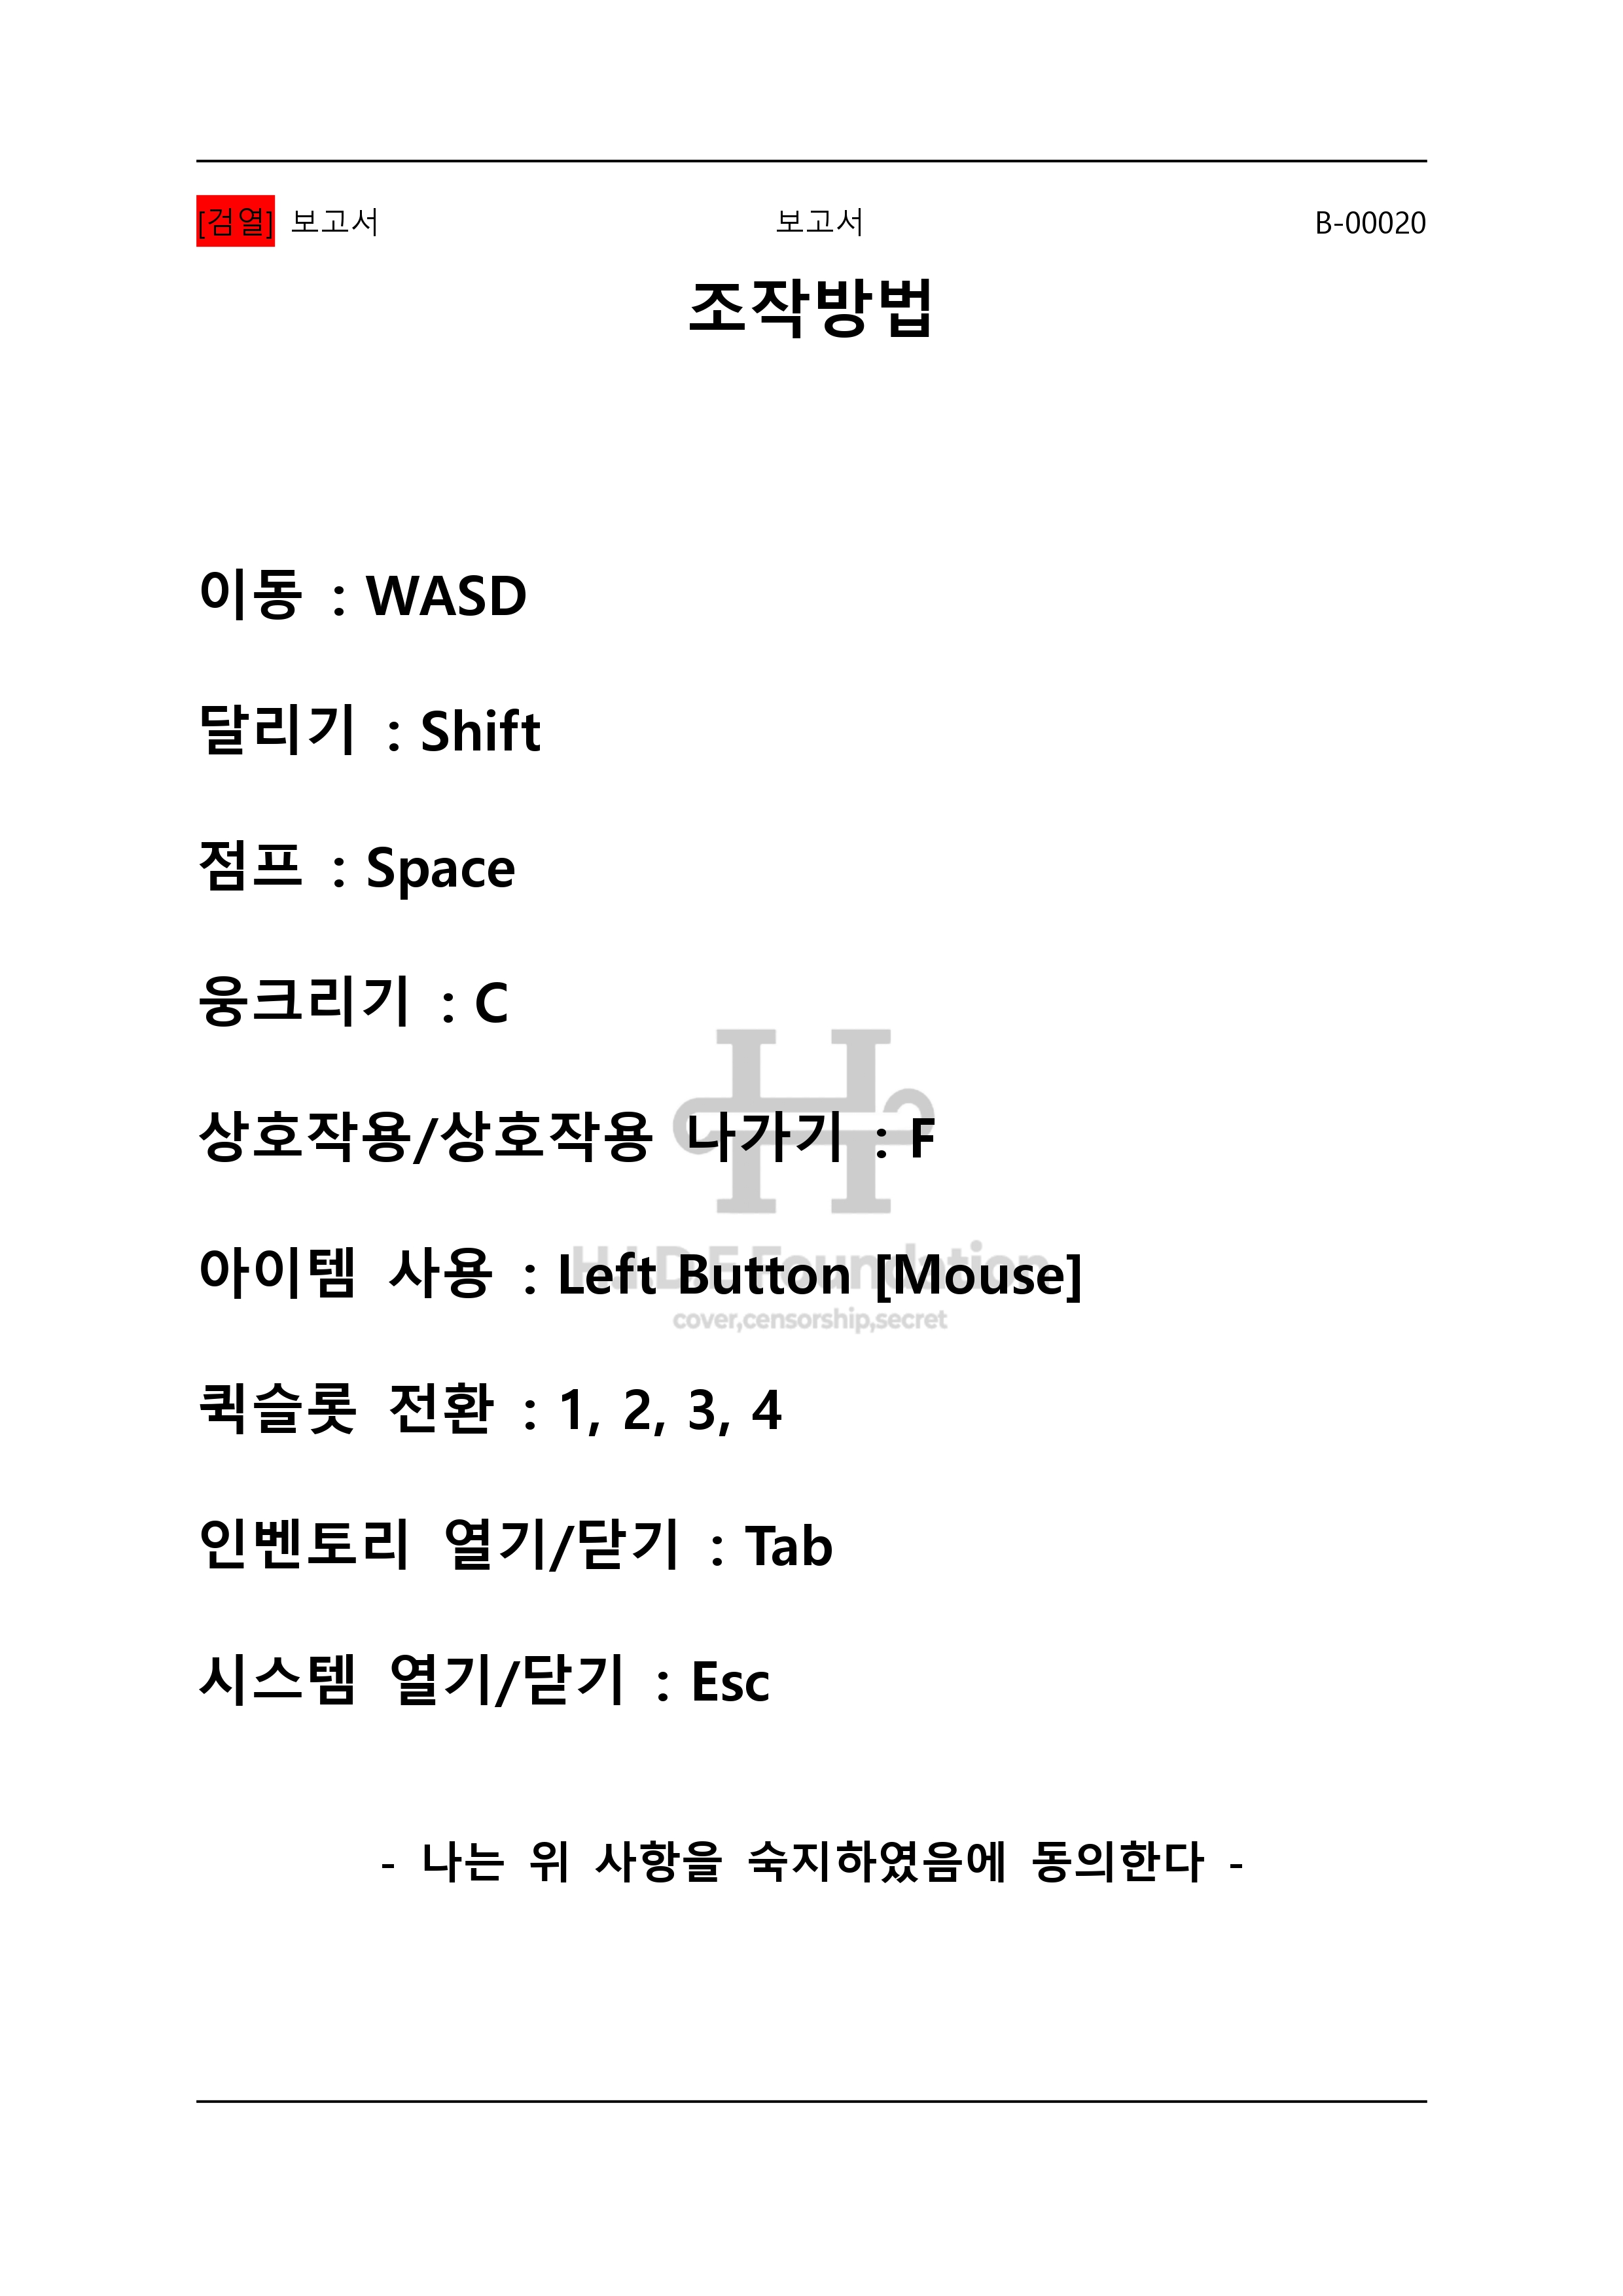 [검열] 보고서 보고서 B-00020
조작방법
이동 : WASD
달리기 : Shift
점프 : Space
웅크리기 : C
상호작용/상호작용 나가기 : F
아이템 사용 : Left Button [Mouse]
H.I.D.E Foundation
cover,censorship,secret
퀵슬롯 전환 : 1, 2, 3, 4
인벤토리 열기/닫기 : Tab
시스템 열기/닫기 : Esc
- 나는 위 사항을 숙지하였음에 동의한다 -